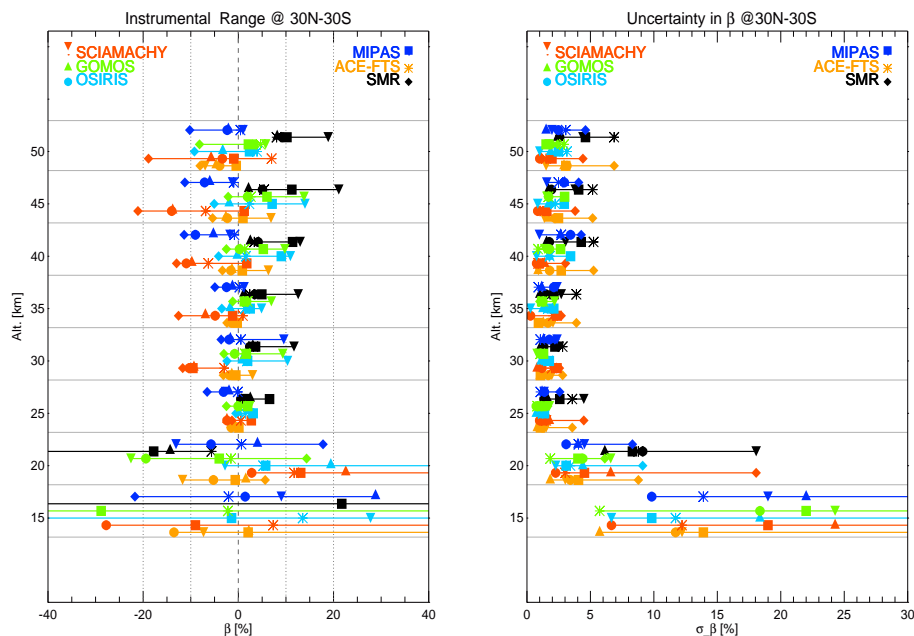 Instrumental Range @ 30N-30S
SCIAMACHY MIPAS
GOMOS ACE-FTS
OSIRIS SMR
Alt. [km]
50
45
40
35
30
25
20
15
-40 -20 0 20 40
β [%]
Uncertainty in β @30N-30S
SCIAMACHY MIPAS
GOMOS ACE-FTS
OSIRIS SMR
Alt. [km]
50
45
40
35
30
25
20
15
0 5 10 15 20 25 30
σ_β [%]